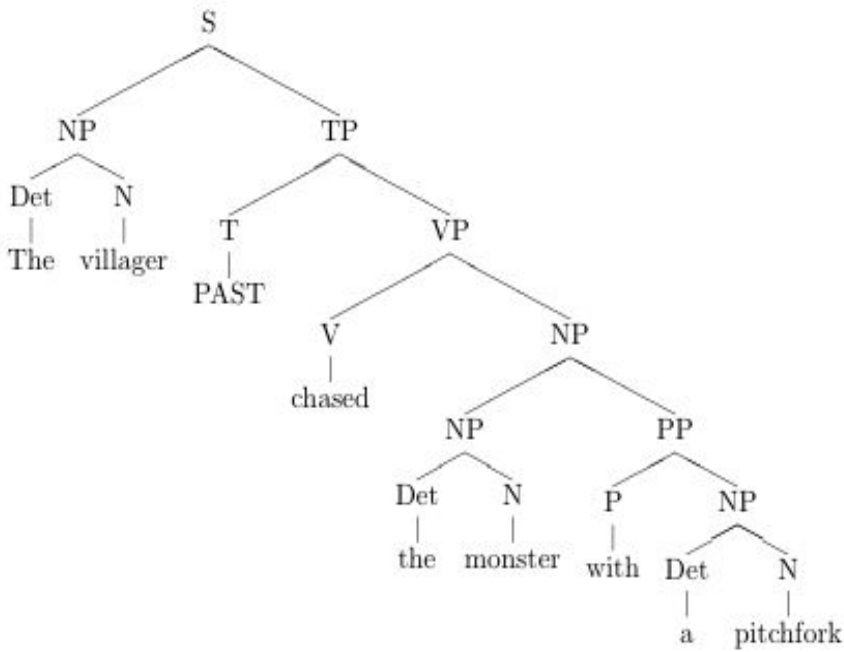 S
NP TP
Det N T VP
The villager PAST
V NP
chased
NP PP
Det N P NP
the monster with Det N
a pitchfork